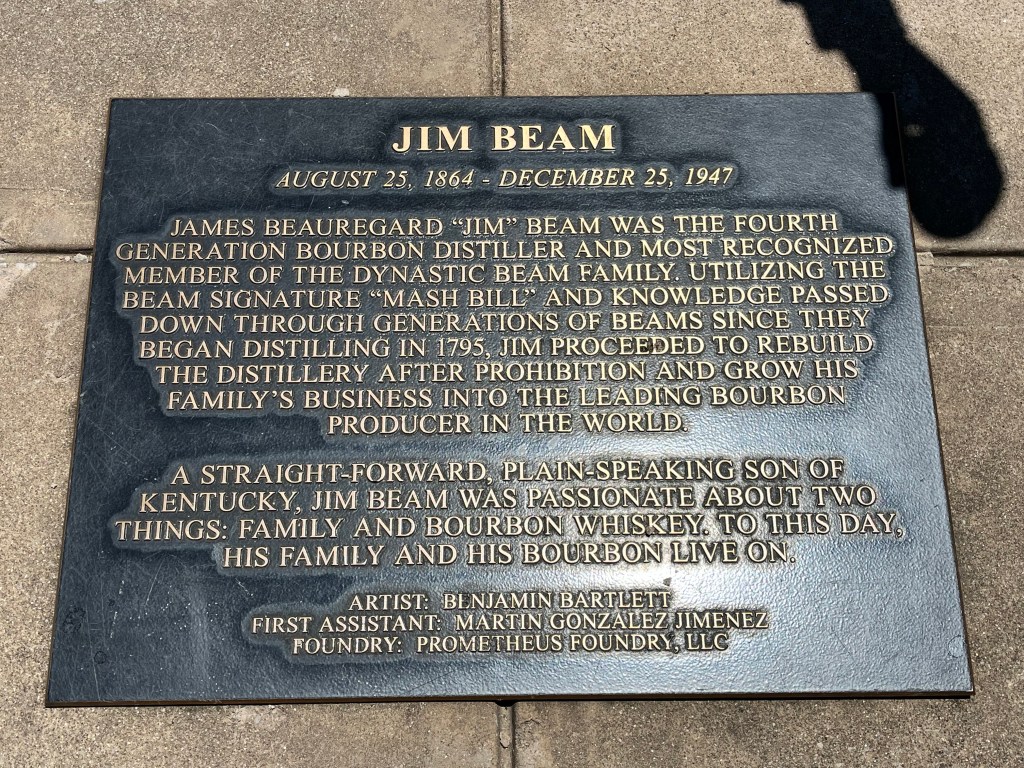 JIM BEAM
AUGUST 25, 1864 - DECEMBER 25, 1947
JAMES BEAUREGARD “JIM” BEAM WAS THE FOURTH
GENERATION BOURBON DISTILLER AND MOST RECOGNIZED
MEMBER OF THE DYNASTIC BEAM FAMILY. UTILIZING THE
BEAM SIGNATURE “MASH BILL” AND KNOWLEDGE PASSED
DOWN THROUGH GENERATIONS OF BEAMS SINCE THEY
BEGAN DISTILLING IN 1795, JIM PROCEEDED TO REBUILD
THE DISTILLERY AFTER PROHIBITION AND GROW HIS
FAMILY’S BUSINESS INTO THE LEADING BOURBON
PRODUCER IN THE WORLD.
A STRAIGHT-FORWARD, PLAIN-SPEAKING SON OF
KENTUCKY, JIM BEAM WAS PASSIONATE ABOUT TWO
THINGS: FAMILY AND BOURBON WHISKEY. TO THIS DAY,
HIS FAMILY AND HIS BOURBON LIVE ON.
ARTIST: BENJAMIN BARTLETT
FIRST ASSISTANT: MARTIN GONZALEZ JIMENEZ
FOUNDRY: PROMETHEUS FOUNDRY, LLC